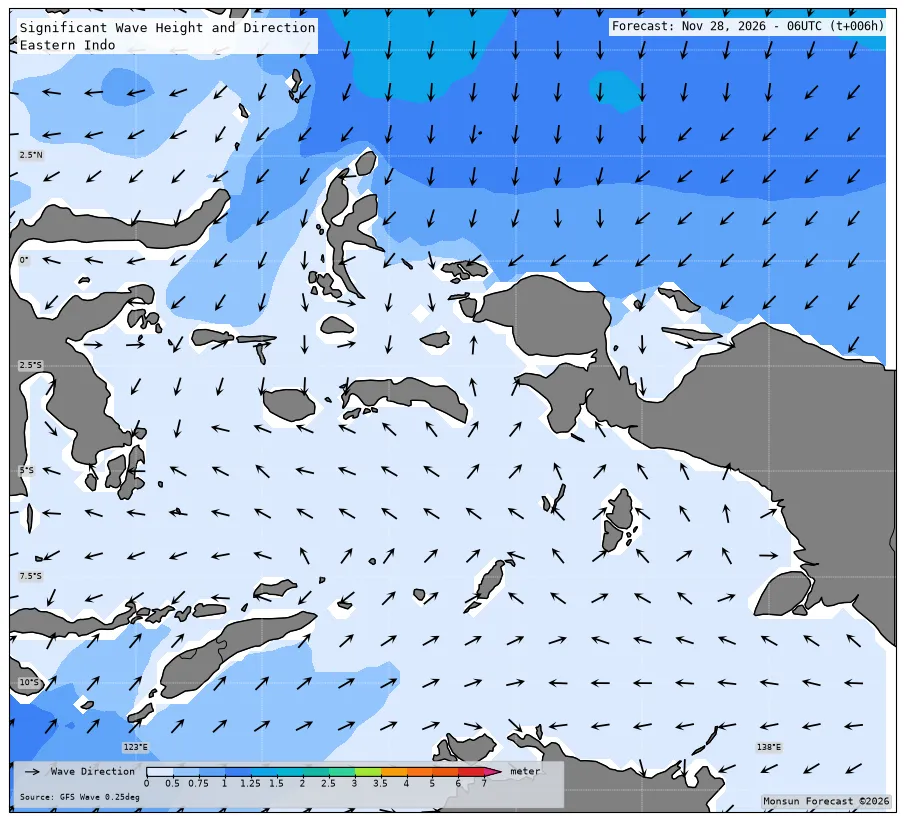 Significant Wave Height and Direction
Eastern Indo
Forecast: Nov 28, 2026 - 06UTC (t+006h)
2.5°N
0°
2.5°S
5°S
7.5°S
10°S
123°E
138°E
Wave Direction
0 0.5 0.75 1 1.25 1.5 2 2.5 3 3.5 4 5 6 7
meter
Source: GFS Wave 0.25deg
Monsun Forecast ©2026